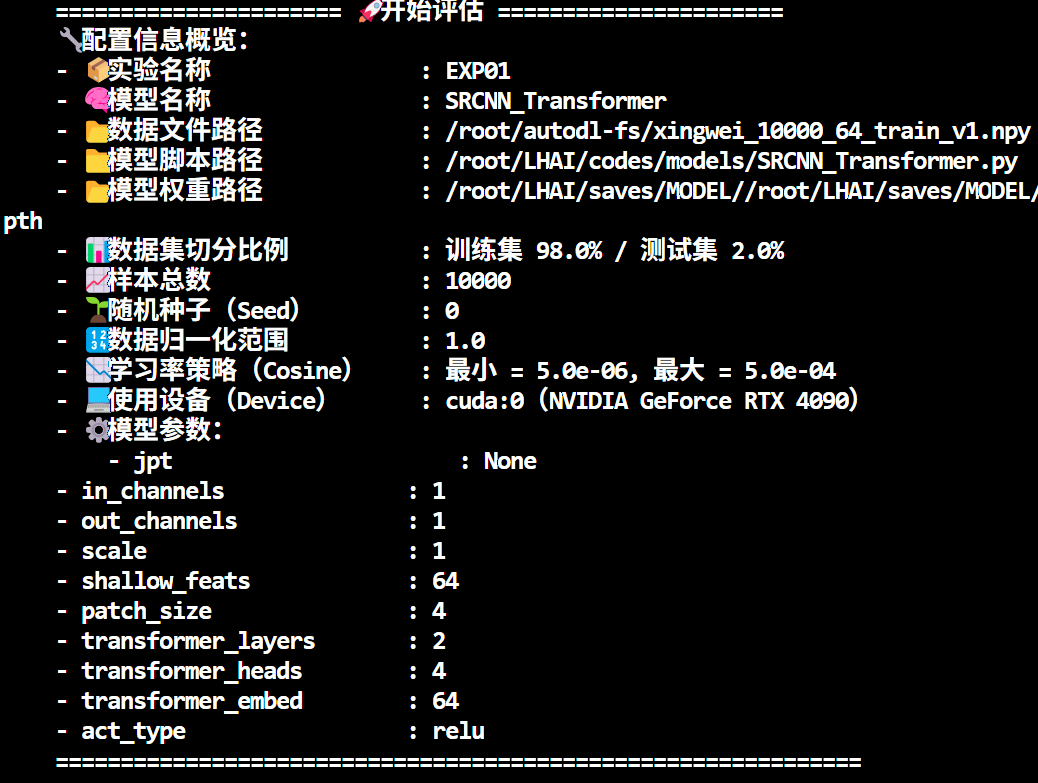 ====================== 🚀开始评估 ======================
🔧配置信息概览:
- 📦实验名称 : EXP01
- 🧠模型名称 : SRCNN_Transformer
- 📁数据文件路径 : /root/autodl-fs/xingwei_10000_64_train_v1.npy
- 📁模型脚本路径 : /root/LHAI/codes/models/SRCNN_Transformer.py
- 📁模型权重路径 : /root/LHAI/saves/MODEL//root/LHAI/saves/MODEL/
pth
- 📊数据集切分比例 : 训练集 98.0% / 测试集 2.0%
- 📈样本总数 : 10000
- 🌱随机种子（Seed） : 0
- 🔢数据归一化范围 : 1.0
- 📉学习率策略（Cosine） : 最小 = 5.0e-06，最大 = 5.0e-04
- 💻使用设备（Device） : cuda:0（NVIDIA GeForce RTX 4090）
- ⚙️模型参数:
- jpt : None
- in_channels : 1
- out_channels : 1
- scale : 1
- shallow_feats : 64
- patch_size : 4
- transformer_layers : 2
- transformer_heads : 4
- transformer_embed : 64
- act_type : relu
==============================================================